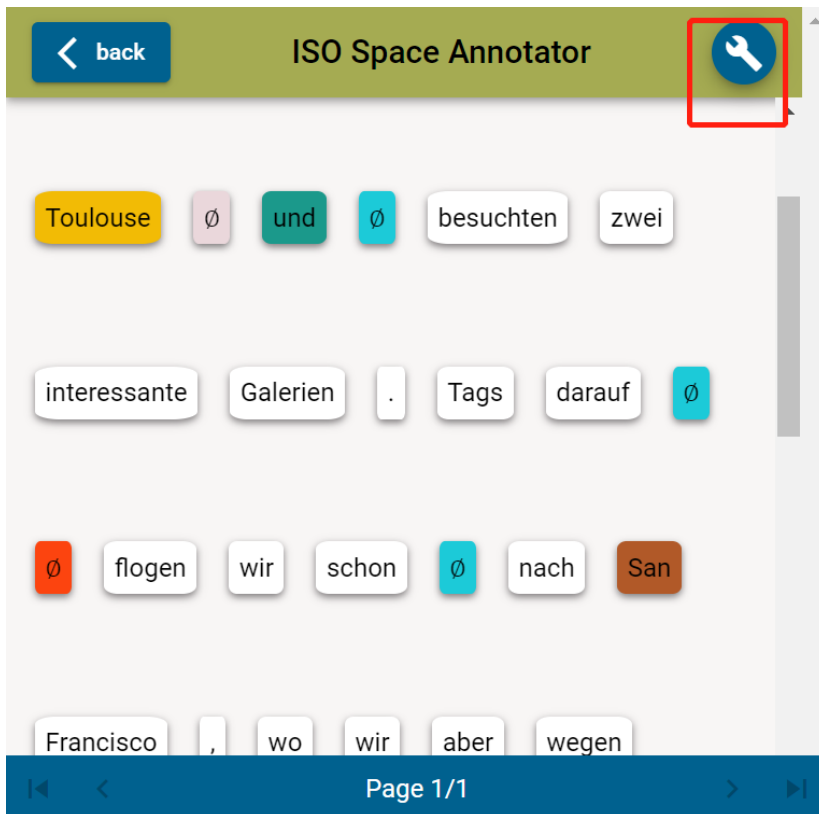 back ISO Space Annotator
Toulouse ∅ und ∅ besuchten zwei
interessante Galerien . Tags darauf ∅
∅ flogen wir schon ∅ nach San
Francisco , wo wir aber wegen
Page 1/1